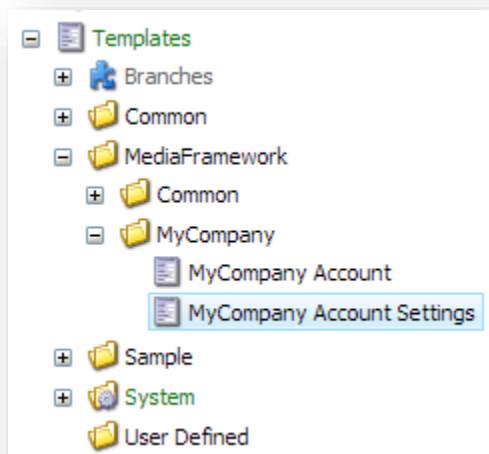 Templates
Branches
Common
MediaFramework
Common
MyCompany
MyCompany Account
MyCompany Account Settings
Sample
System
User Defined